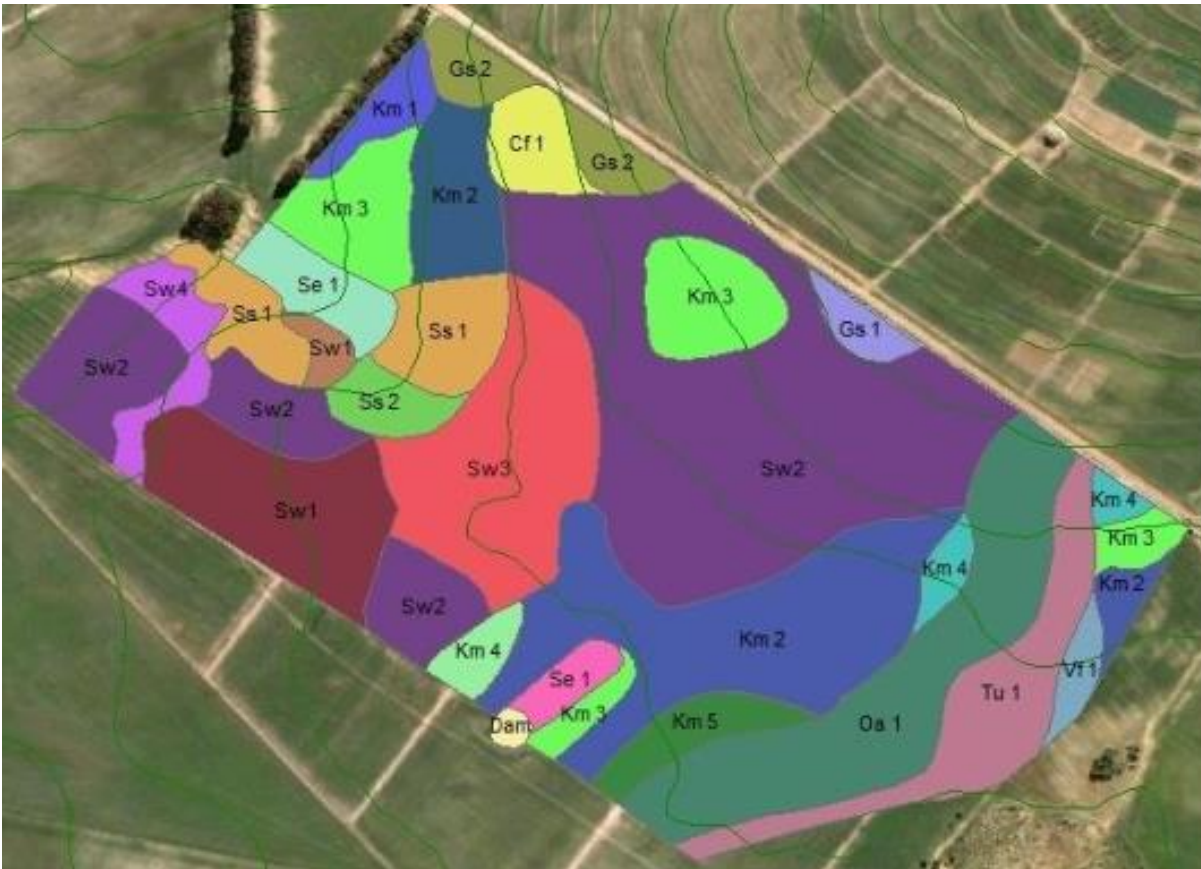 Gs 2
Km 1
Cf 1
Gs 2
Km 2
Km 3
Se 1
Sw4
Ss 1
Km 3
Gs 1
Ss 1
Sw1
Sw2
Ss 2
Sw2
Sw3
Sw2
Sw1
Km 4
Km 3
Km 4
Km 2
Sw2
Km 2
Km 4
Vf 1
Se 1
Tu 1
Km 3
Km 5
Oa 1
Dam